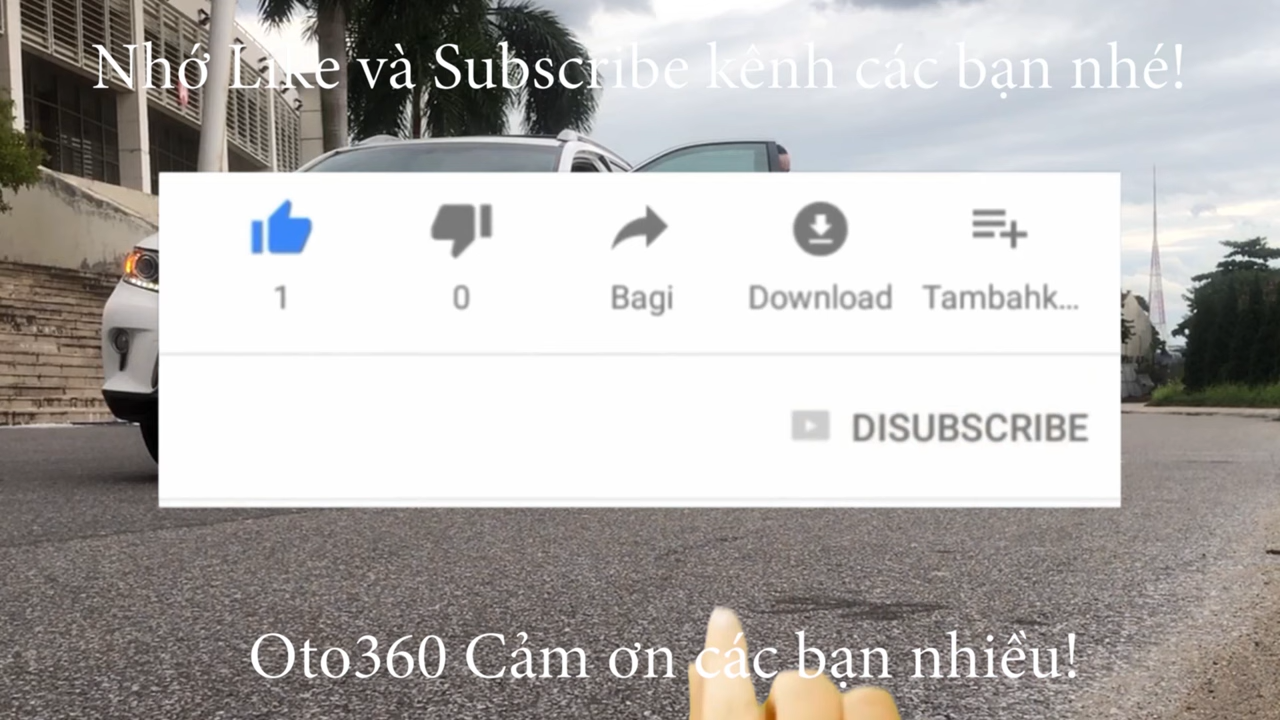 Nhớ Like và Subscribe kênh các bạn nhé!
1 0 Bagi Download Tambahk...
DISUBSCRIBE
Oto360 Cảm ơn các bạn nhiều!